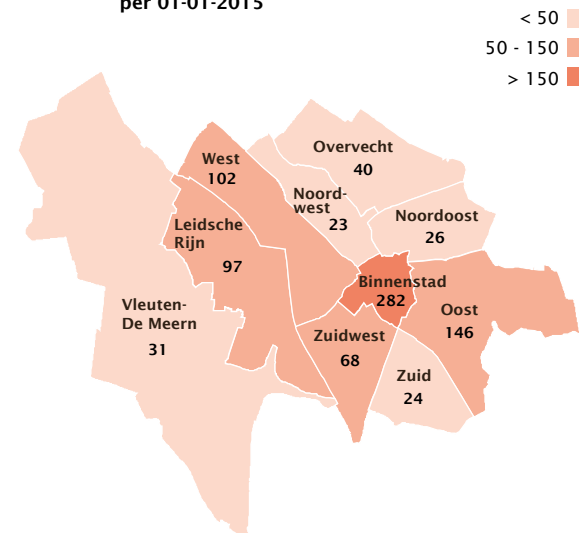 per 01-01-2015
< 50
50 - 150
> 150
Overvecht
40
West
102
Noord-
west
23
Noordoost
26
Leidsche
Rijn
97
Binnenstad
282
Vleuten-
De Meern
31
Oost
146
Zuidwest
68
Zuid
24